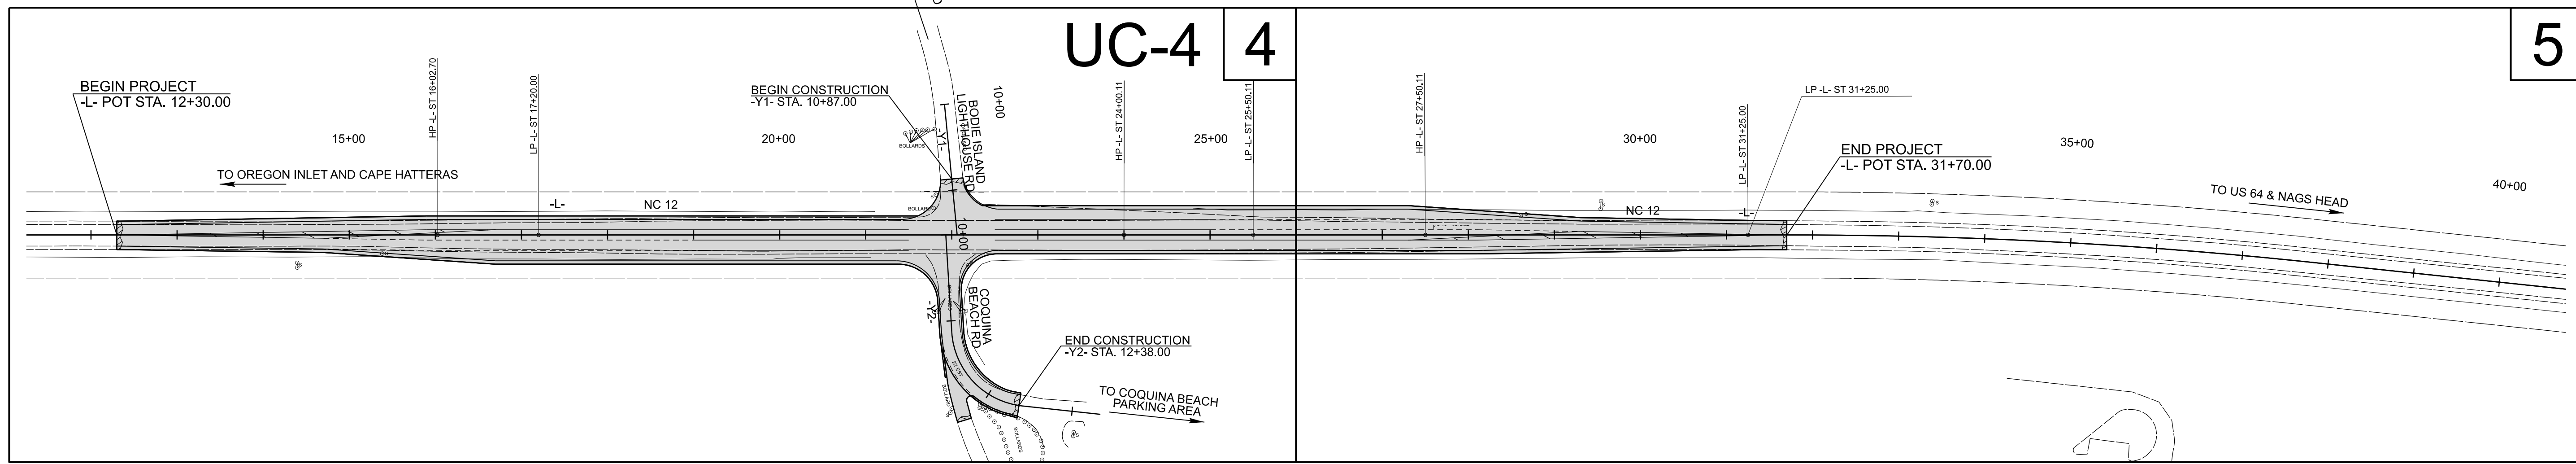 UC-4
4
5
BEGIN PROJECT
-L- POT STA. 12+30.00
15+00
HP -L- ST 16+02.70
LP -L- ST 17+20.00
20+00
BEGIN CONSTRUCTION
-Y1- STA. 10+87.00
BOLLARDS
-Y1-
BODIE ISLAND
LIGHTHOUSE RD
10+00
HP -L- ST 24+00.11
25+00
LP -L- ST 25+50.11
HP -L- ST 27+50.11
30+00
LP -L- ST 31+25.00
LP -L- ST 31+25.00
END PROJECT
-L- POT STA. 31+70.00
35+00
TO US 64 & NAGS HEAD
40+00
TO OREGON INLET AND CAPE HATTERAS
-L-
NC 12
BOLLARDS
10+00
NC 12
-L-
-Y2-
COQUINA
BEACH RD
END CONSTRUCTION
-Y2- STA. 12+38.00
22' BST
BOLLARDS
BOLLARDS
TO COQUINA BEACH
PARKING AREA